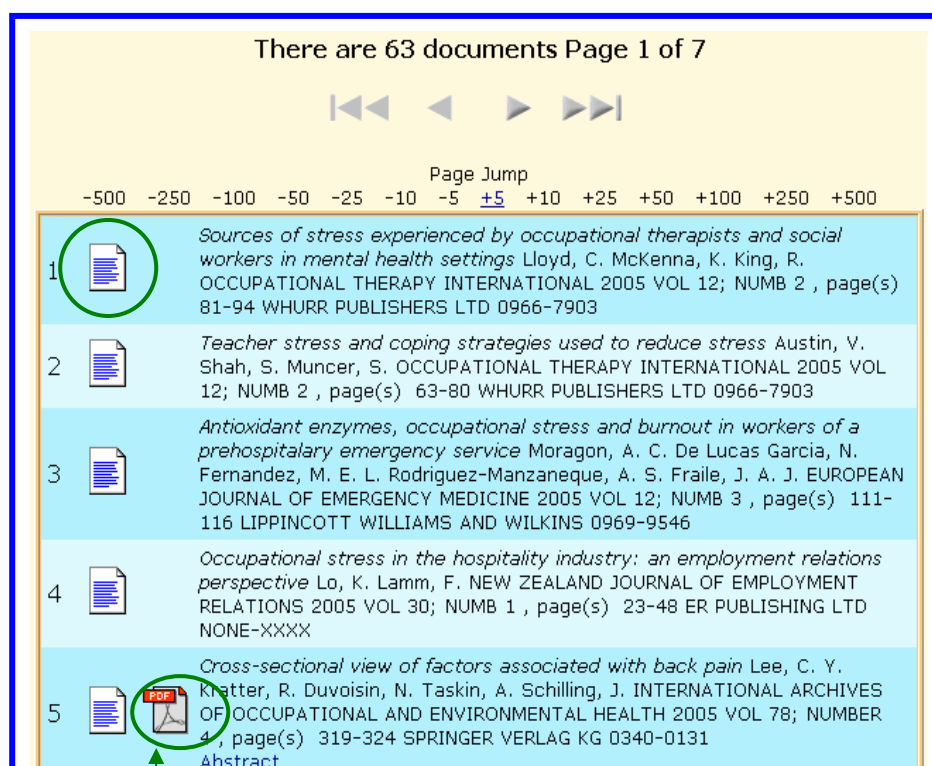 There are 63 documents Page 1 of 7
Page Jump
-500 -250 -100 -50 -25 -10 -5 +5 +10 +25 +50 +100 +250 +500
1
Sources of stress experienced by occupational therapists and social
workers in mental health settings Lloyd, C. McKenna, K. King, R.
OCCUPATIONAL THERAPY INTERNATIONAL 2005 VOL 12; NUMB 2 , page(s)
81-94 WHURR PUBLISHERS LTD 0966-7903
2
Teacher stress and coping strategies used to reduce stress Austin, V.
Shah, S. Muncer, S. OCCUPATIONAL THERAPY INTERNATIONAL 2005 VOL
12; NUMB 2 , page(s) 63-80 WHURR PUBLISHERS LTD 0966-7903
3
Antioxidant enzymes, occupational stress and burnout in workers of a
prehospitalary emergency service Moragon, A. C. De Lucas Garcia, N.
Fernandez, M. E. L. Rodriguez-Manzaneque, A. S. Fraile, J. A. J. EUROPEAN
JOURNAL OF EMERGENCY MEDICINE 2005 VOL 12; NUMB 3 , page(s) 111-
116 LIPPINCOTT WILLIAMS AND WILKINS 0969-9546
4
Occupational stress in the hospitality industry: an employment relations
perspective Lo, K. Lamm, F. NEW ZEALAND JOURNAL OF EMPLOYMENT
RELATIONS 2005 VOL 30; NUMB 1 , page(s) 23-48 ER PUBLISHING LTD
NONE-XXXX
5
PDF
Cross-sectional view of factors associated with back pain Lee, C. Y.
Kratter, R. Duvoisin, N. Taskin, A. Schilling, J. INTERNATIONAL ARCHIVES
OF OCCUPATIONAL AND ENVIRONMENTAL HEALTH 2005 VOL 78; NUMBER
4 , page(s) 319-324 SPRINGER VERLAG KG 0340-0131
Abstract